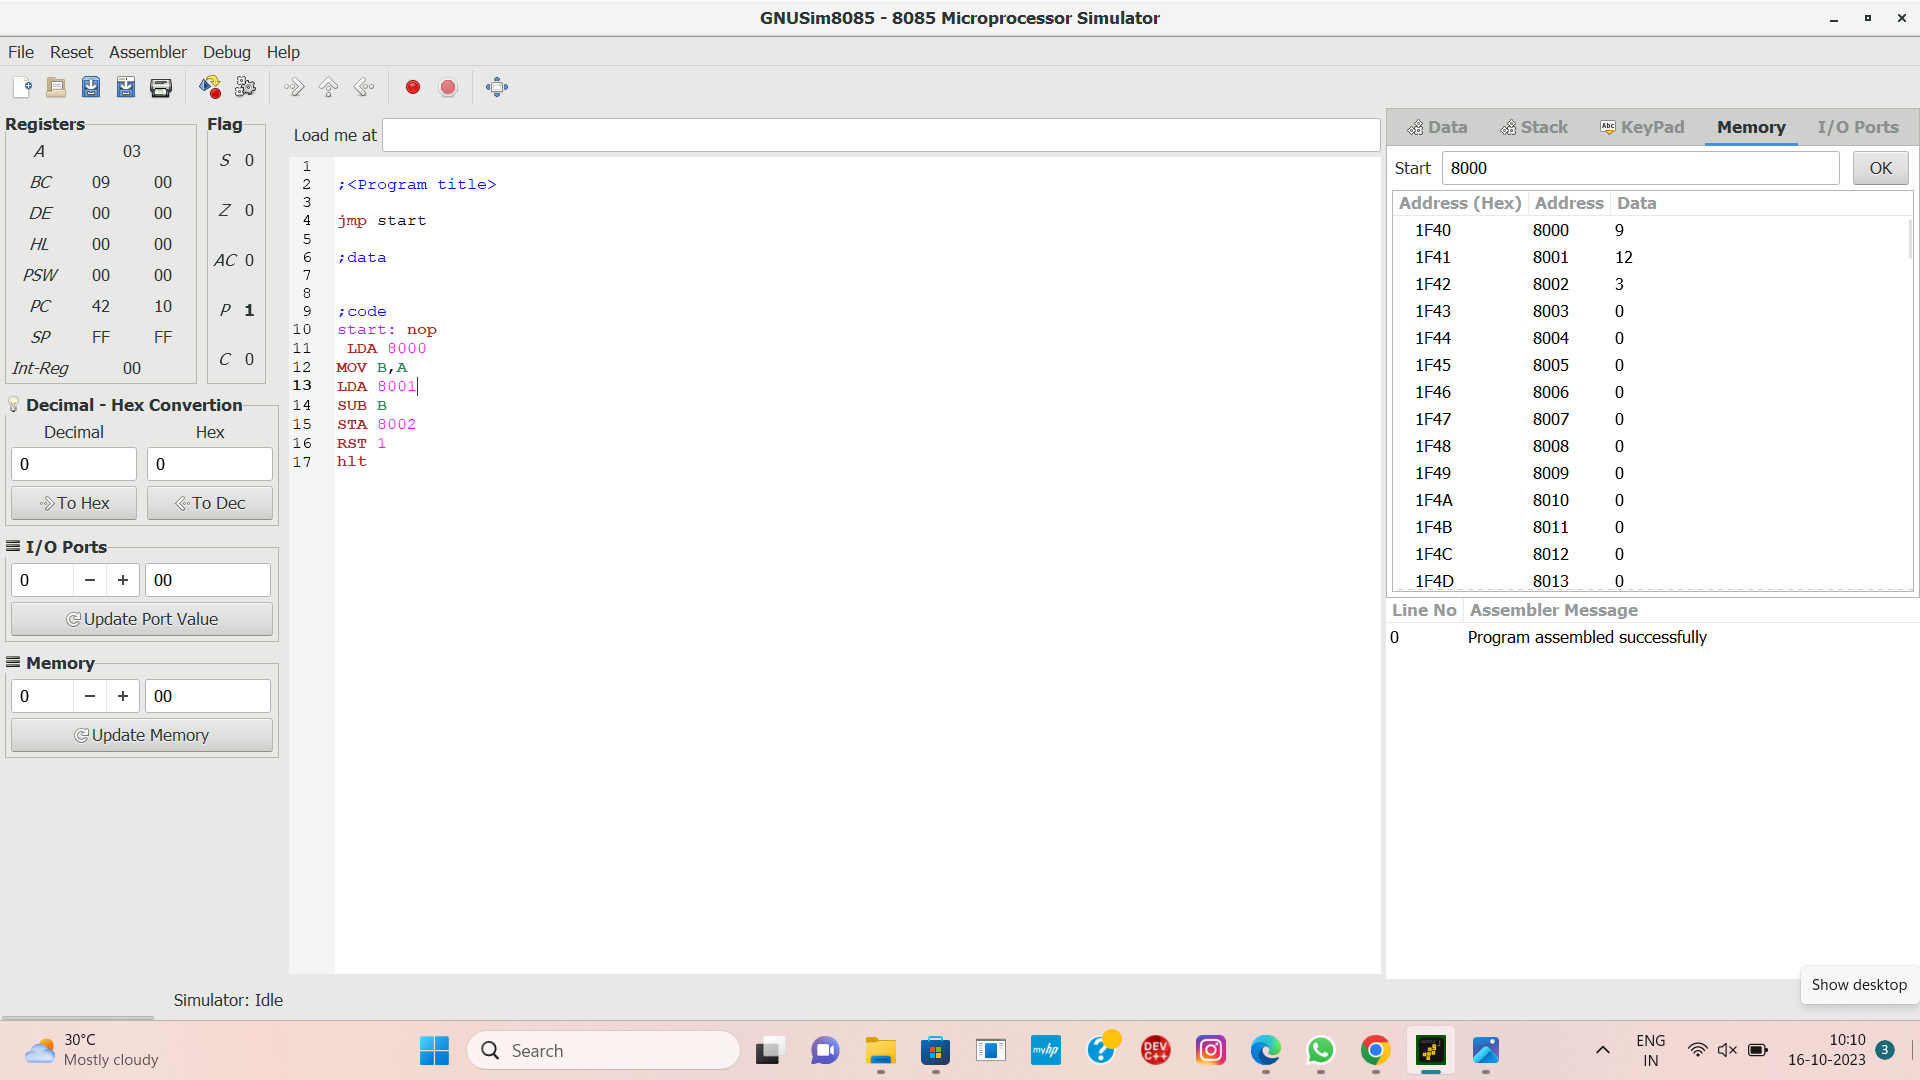 GNUSim8085 - 8085 Microprocessor Simulator
File Reset Assembler Debug Help
Registers
A 03
BC 09 00
DE 00 00
HL 00 00
PSW 00 00
PC 42 10
SP FF FF
Int-Reg 00
Flag
S 0
Z 0
AC 0
P 1
C 0
Decimal - Hex Convertion
Decimal Hex
0 0
To Hex To Dec
I/O Ports
0 − + 00
Update Port Value
Memory
0 − + 00
Update Memory
Load me at
1
2 ;<Program title>
3
4 jmp start
5
6 ;data
7
8
9 ;code
10 start: nop
11 LDA 8000
12 MOV B,A
13 LDA 8001
14 SUB B
15 STA 8002
16 RST 1
17 hlt
Data Stack Abc KeyPad Memory I/O Ports
Start 8000 OK
Address (Hex) Address Data
1F40 8000 9
1F41 8001 12
1F42 8002 3
1F43 8003 0
1F44 8004 0
1F45 8005 0
1F46 8006 0
1F47 8007 0
1F48 8008 0
1F49 8009 0
1F4A 8010 0
1F4B 8011 0
1F4C 8012 0
1F4D 8013 0
Line No Assembler Message
0 Program assembled successfully
Show desktop
Simulator: Idle
30°C
Mostly cloudy
Search
myhp
DEV
C++
ENG
IN
10:10
16-10-2023
3